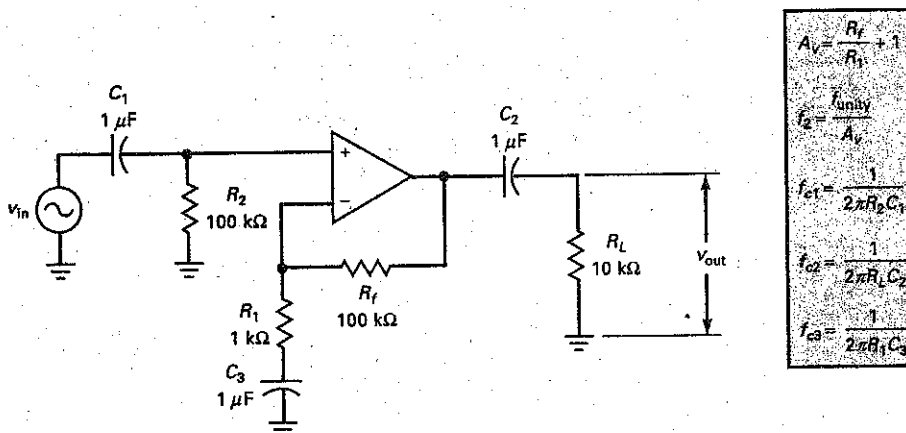 C1
1 μF
C2
1 μF
vin
R2
100 kΩ
+
−
RL
10 kΩ
vout
Rf
100 kΩ
R1
1 kΩ
C3
1 μF
Av = Rf/R1 + 1
f2 = funity/Av
fc1 = 1/2πR2C1
fc2 = 1/2πRLC2
fc3 = 1/2πR1C3